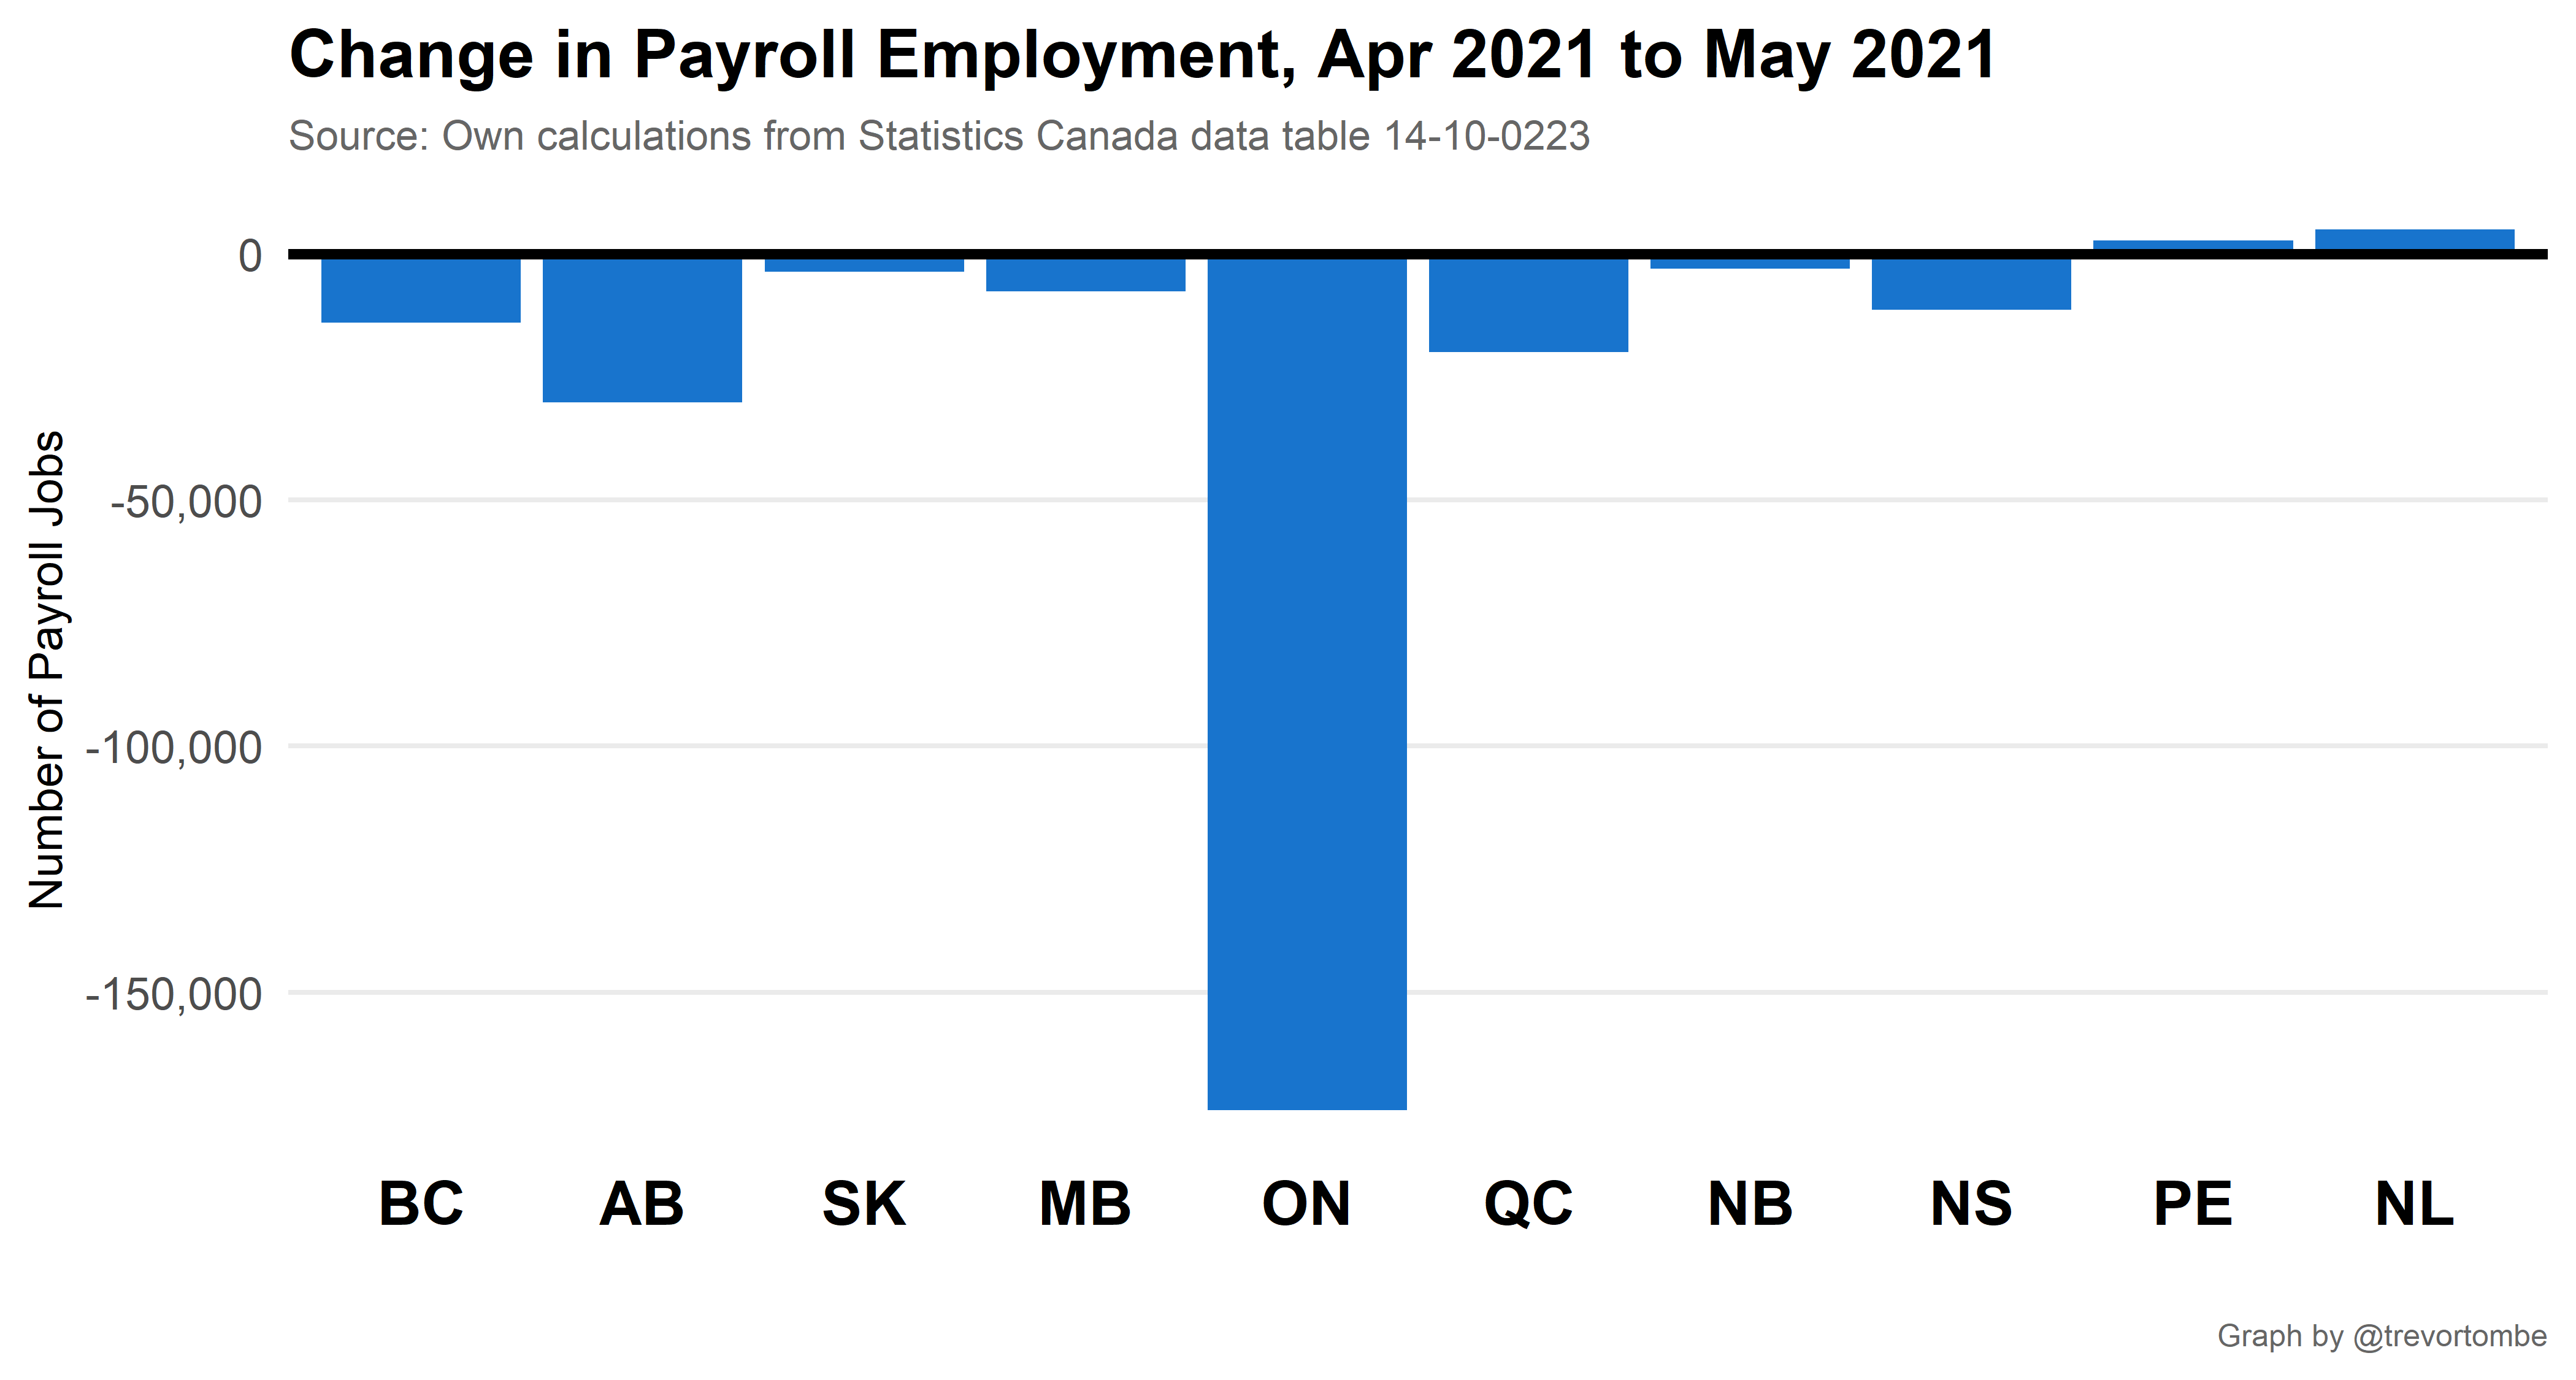 Change in Payroll Employment, Apr 2021 to May 2021
Source: Own calculations from Statistics Canada data table 14-10-0223
Number of Payroll Jobs
0
-50,000
-100,000
-150,000
BC AB SK MB ON QC NB NS PE NL
Graph by @trevortombe